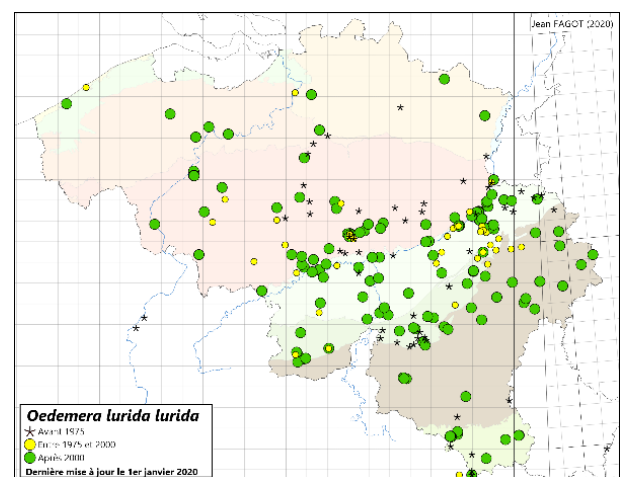 Jean FAGOT (2020)
Oedemera lurida lurida
Avant 1975
Entre 1975 et 2000
Après 2000
Dernière mise à jour le 1er janvier 2020